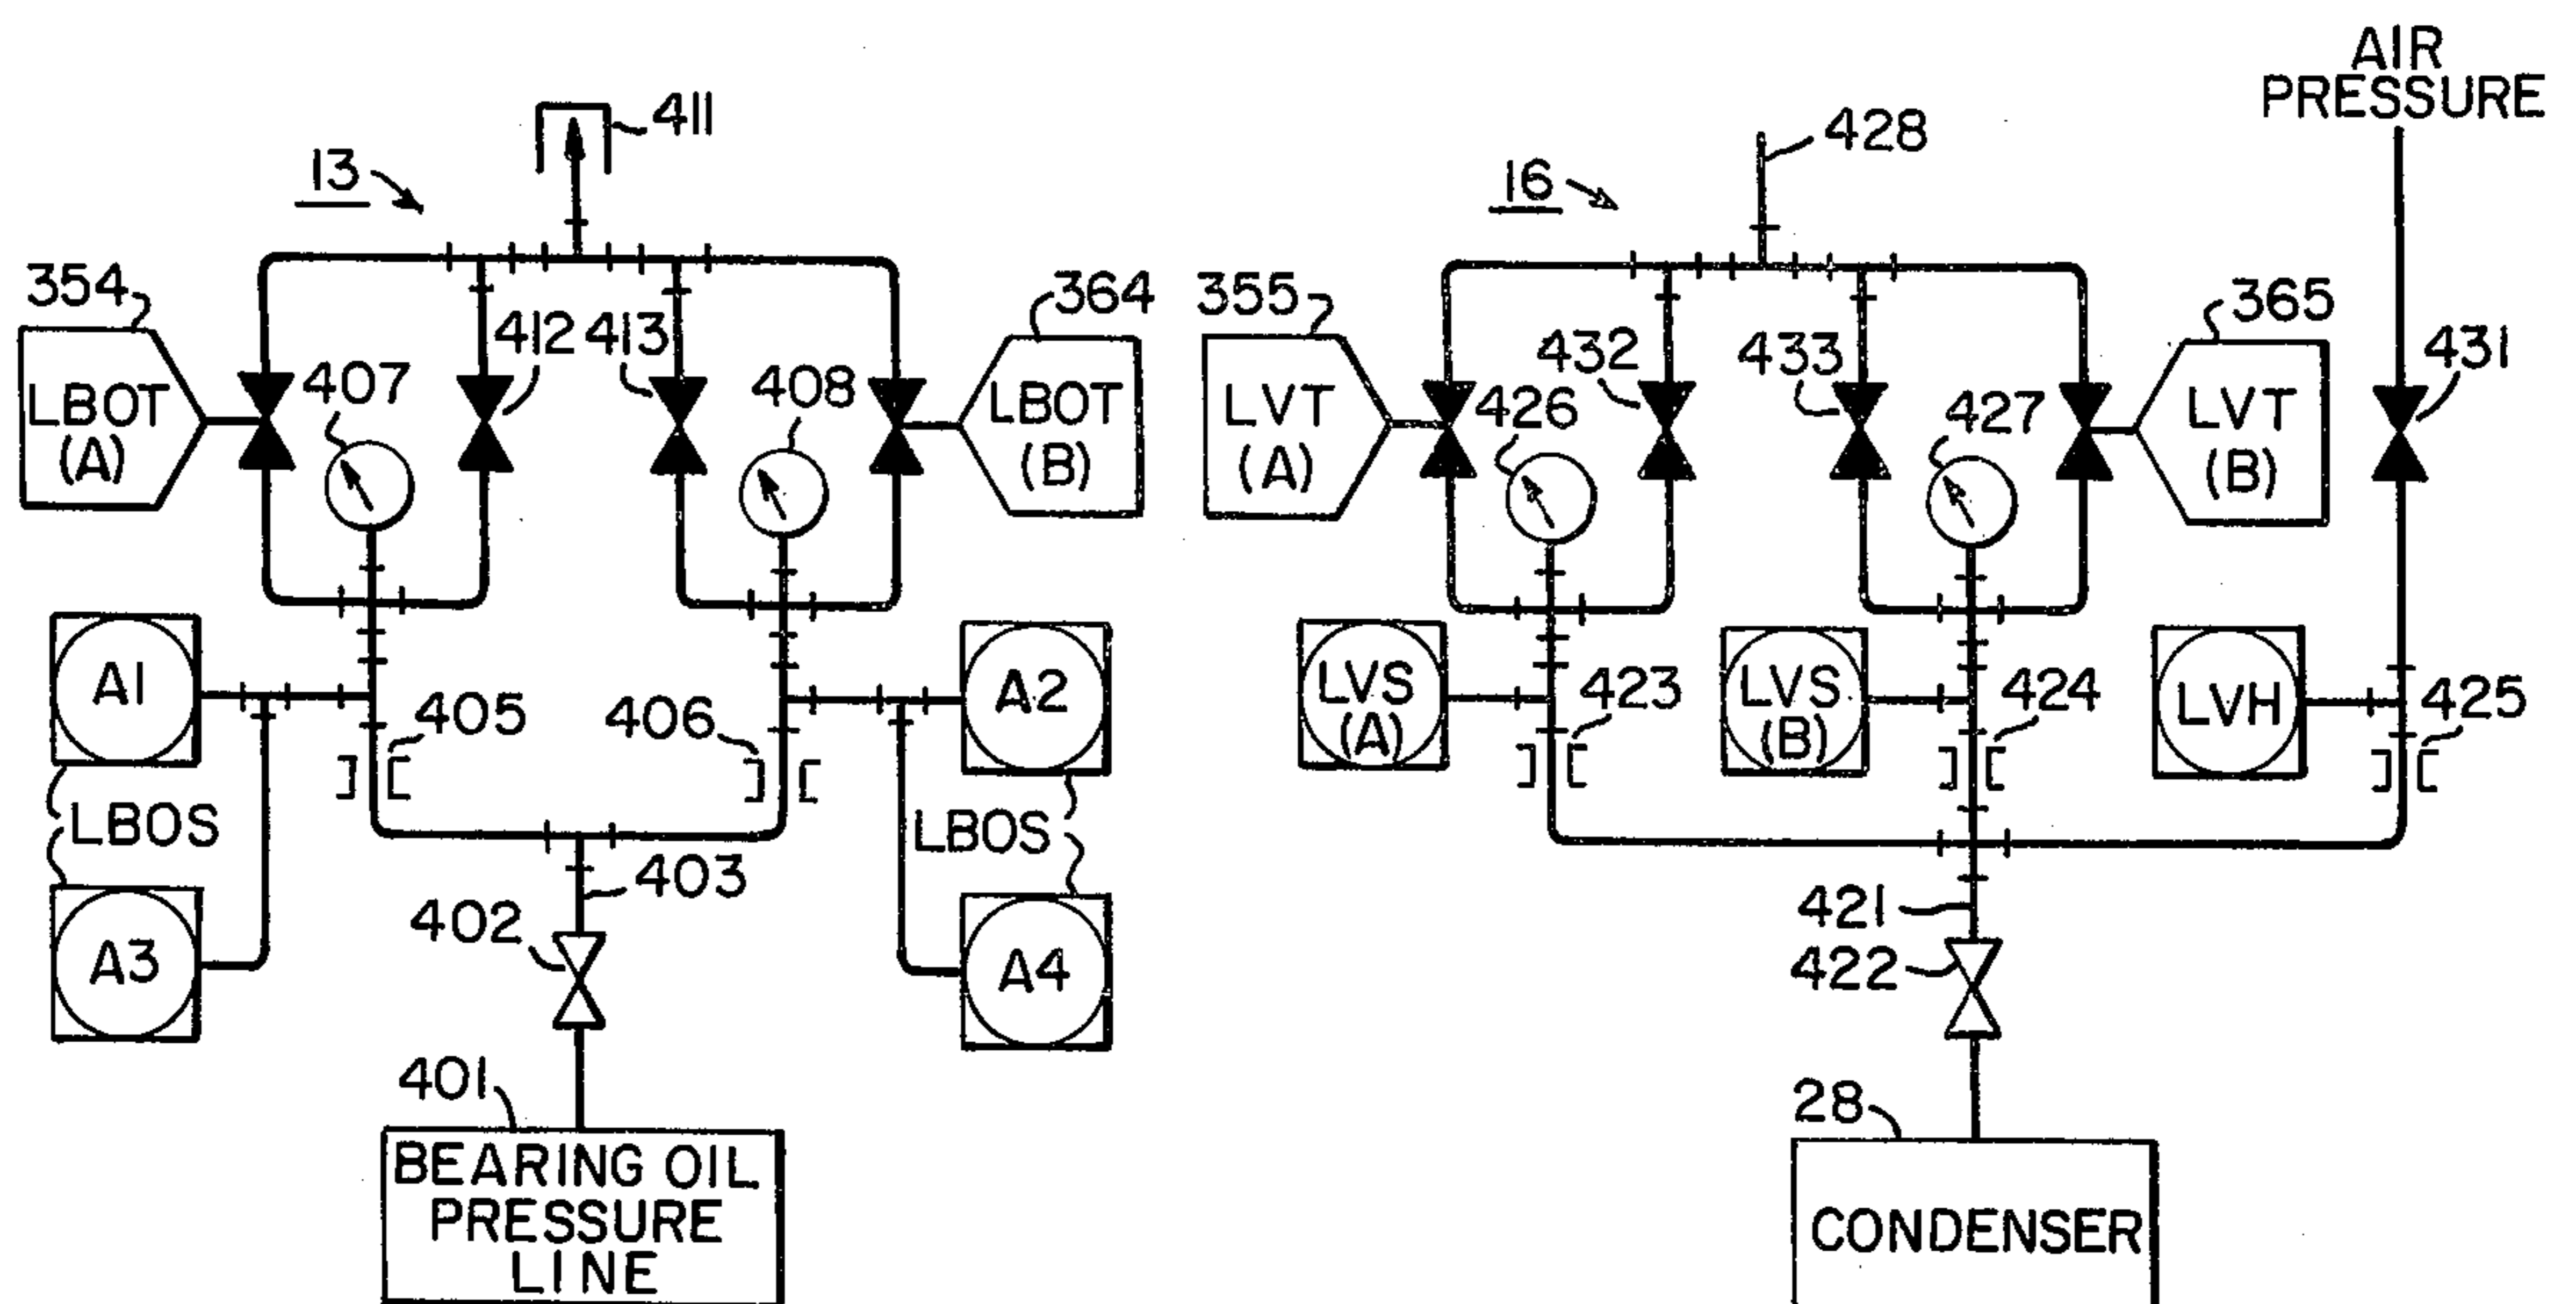 13
411
354
LBOT
(A)
407
412
413
408
364
LBOT
(B)
A1
405
406
A2
LBOS
LBOS
A3
403
402
A4
401
BEARING OIL
PRESSURE
LINE
AIR
PRESSURE
428
16
355
LVT
(A)
426
432
433
427
365
LVT
(B)
431
LVS
(A)
423
LVS
(B)
424
LVH
425
421
422
28
CONDENSER